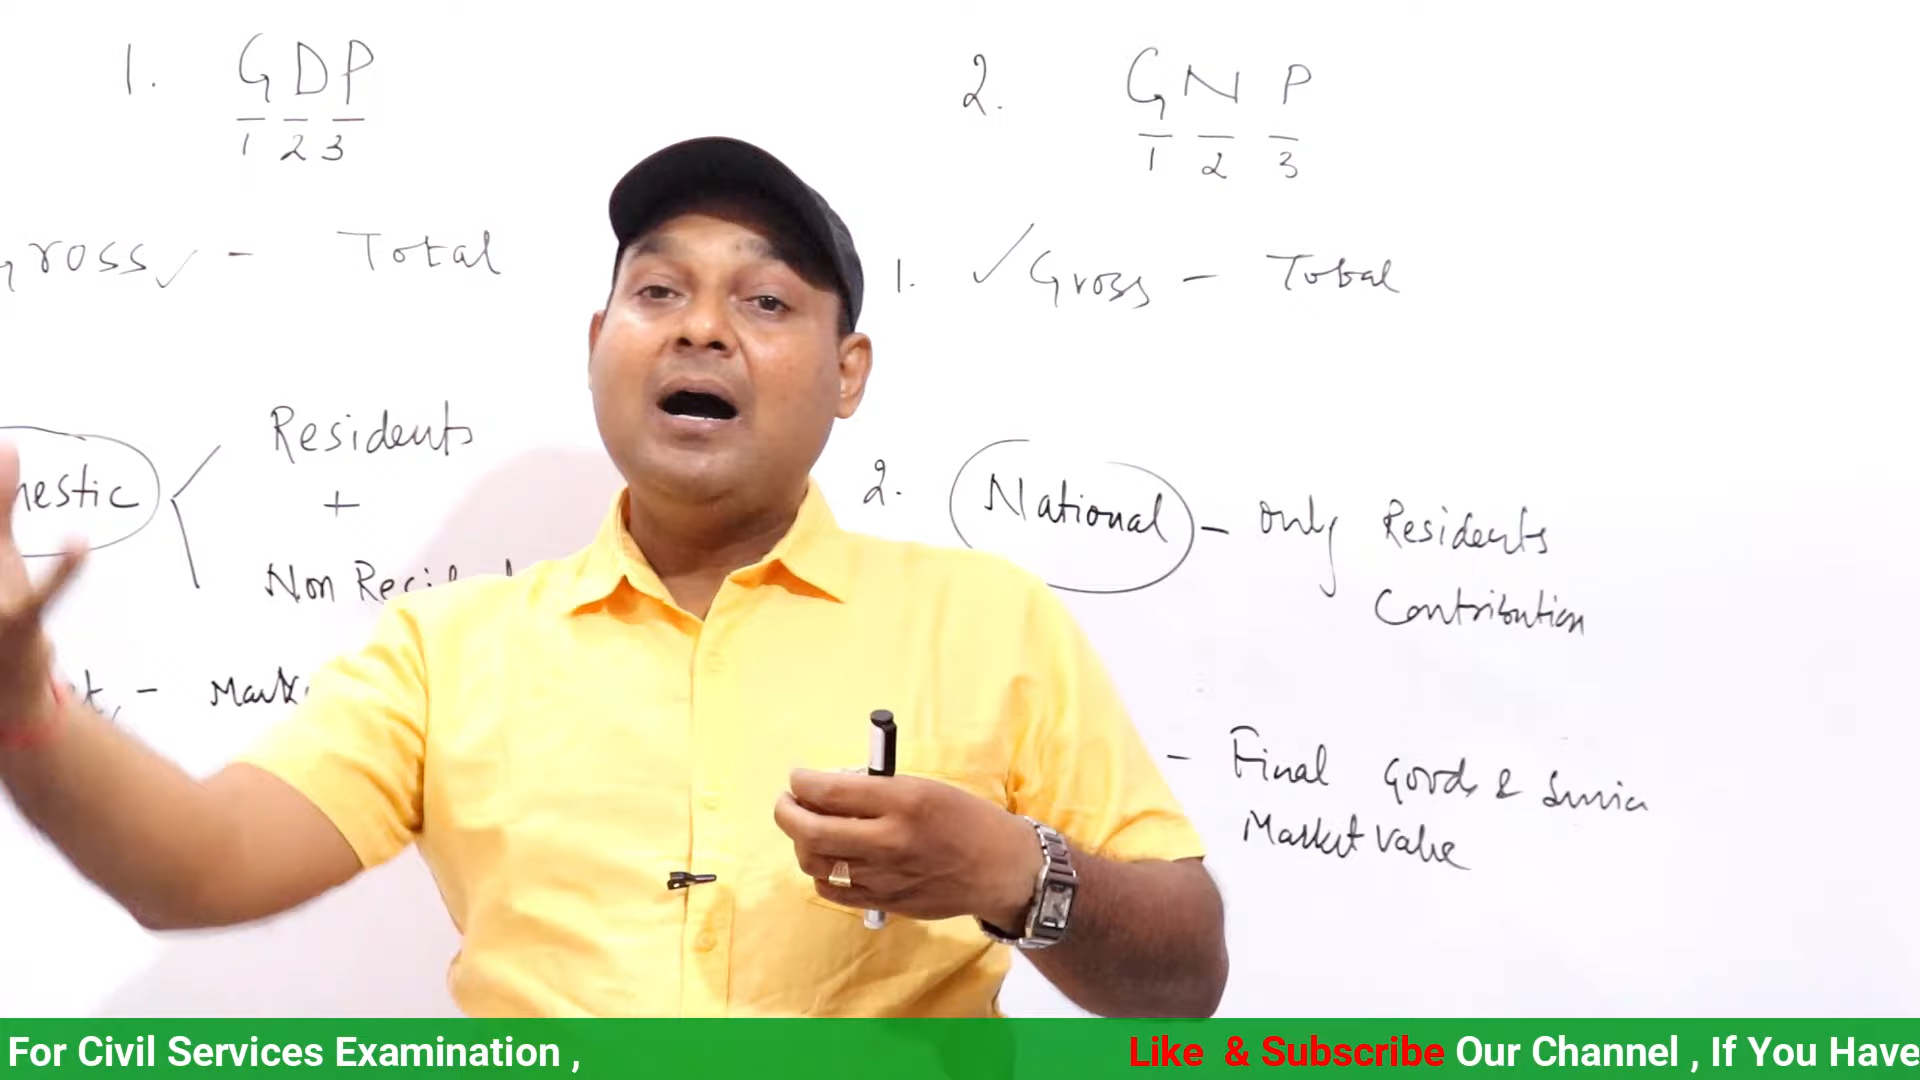 1. GDP
1 2 3
Gross ✓ - Total
Residents
+
Non
2. GNP
1 2 3
1. ✓ Gross - Total
2. National - Only Residents
Contribution
- Final Goods &
Market Value
For Civil Services Examination ,
Like & Subscribe Our Channel , If You Have